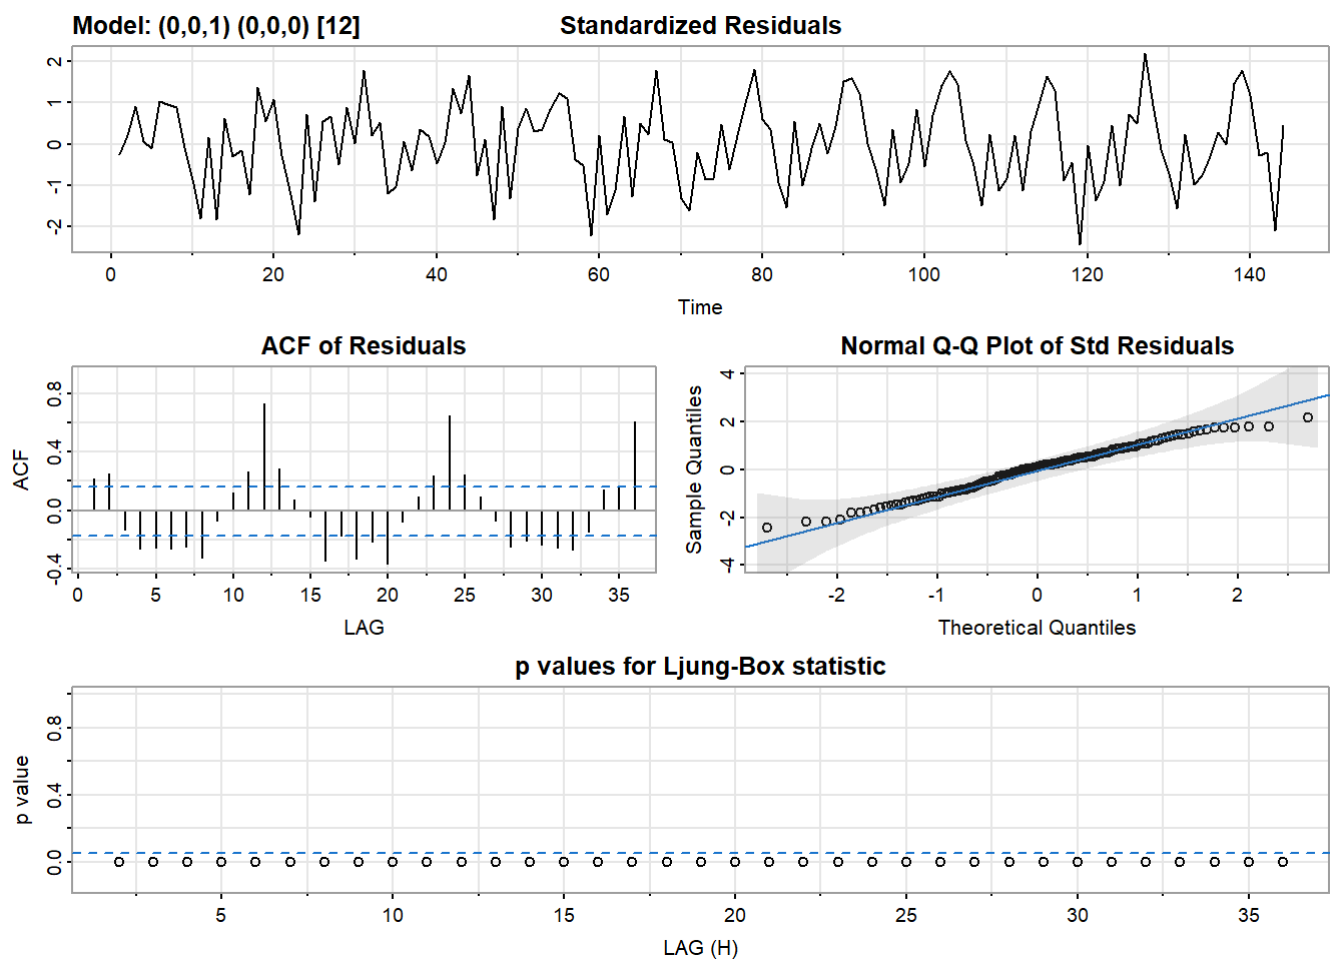 Model: (0,0,1) (0,0,0) [12]
Standardized Residuals
2
1
0
-1
-2
0 20 40 60 80 100 120 140
Time
ACF of Residuals
ACF
0.8
0.4
0.0
-0.4
0 5 10 15 20 25 30 35
LAG
Normal Q-Q Plot of Std Residuals
Sample Quantiles
4
2
0
-2
-4
-2 -1 0 1 2
Theoretical Quantiles
p values for Ljung-Box statistic
p value
0.8
0.4
0.0
5 10 15 20 25 30 35
LAG (H)